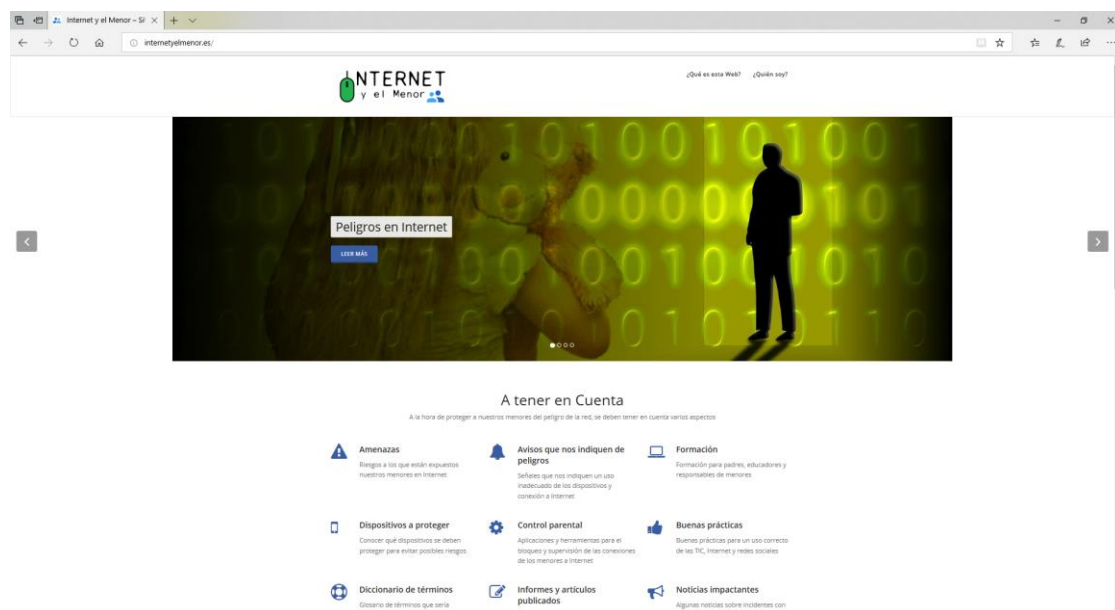 Internet y el Menor – Si
internetyelmenor.es/
INTERNET
y el Menor
¿Qué es esta Web? ¿Quién soy?
Peligros en Internet
LEER MÁS
A tener en Cuenta
A la hora de proteger a nuestros menores del peligro de la red, se deben tener en cuenta varios aspectos
Amenazas
Riesgos a los que están expuestos
nuestros menores en Internet
Avisos que nos indiquen de
peligros
Señales que nos indiquen un uso
inadecuado de los dispositivos y
conexión a Internet
Formación
Formación para padres, educadores y
responsables de menores
Dispositivos a proteger
Conocer qué dispositivos se deben
proteger para evitar posibles riesgos
Control parental
Aplicaciones y herramientas para el
bloqueo y supervisión de las conexiones
de los menores a Internet
Buenas prácticas
Buenas prácticas para un uso correcto
de las TIC, Internet y redes sociales
Diccionario de términos
Glosario de términos que sería
Informes y artículos
publicados
Noticias impactantes
Algunas noticias sobre incidentes con